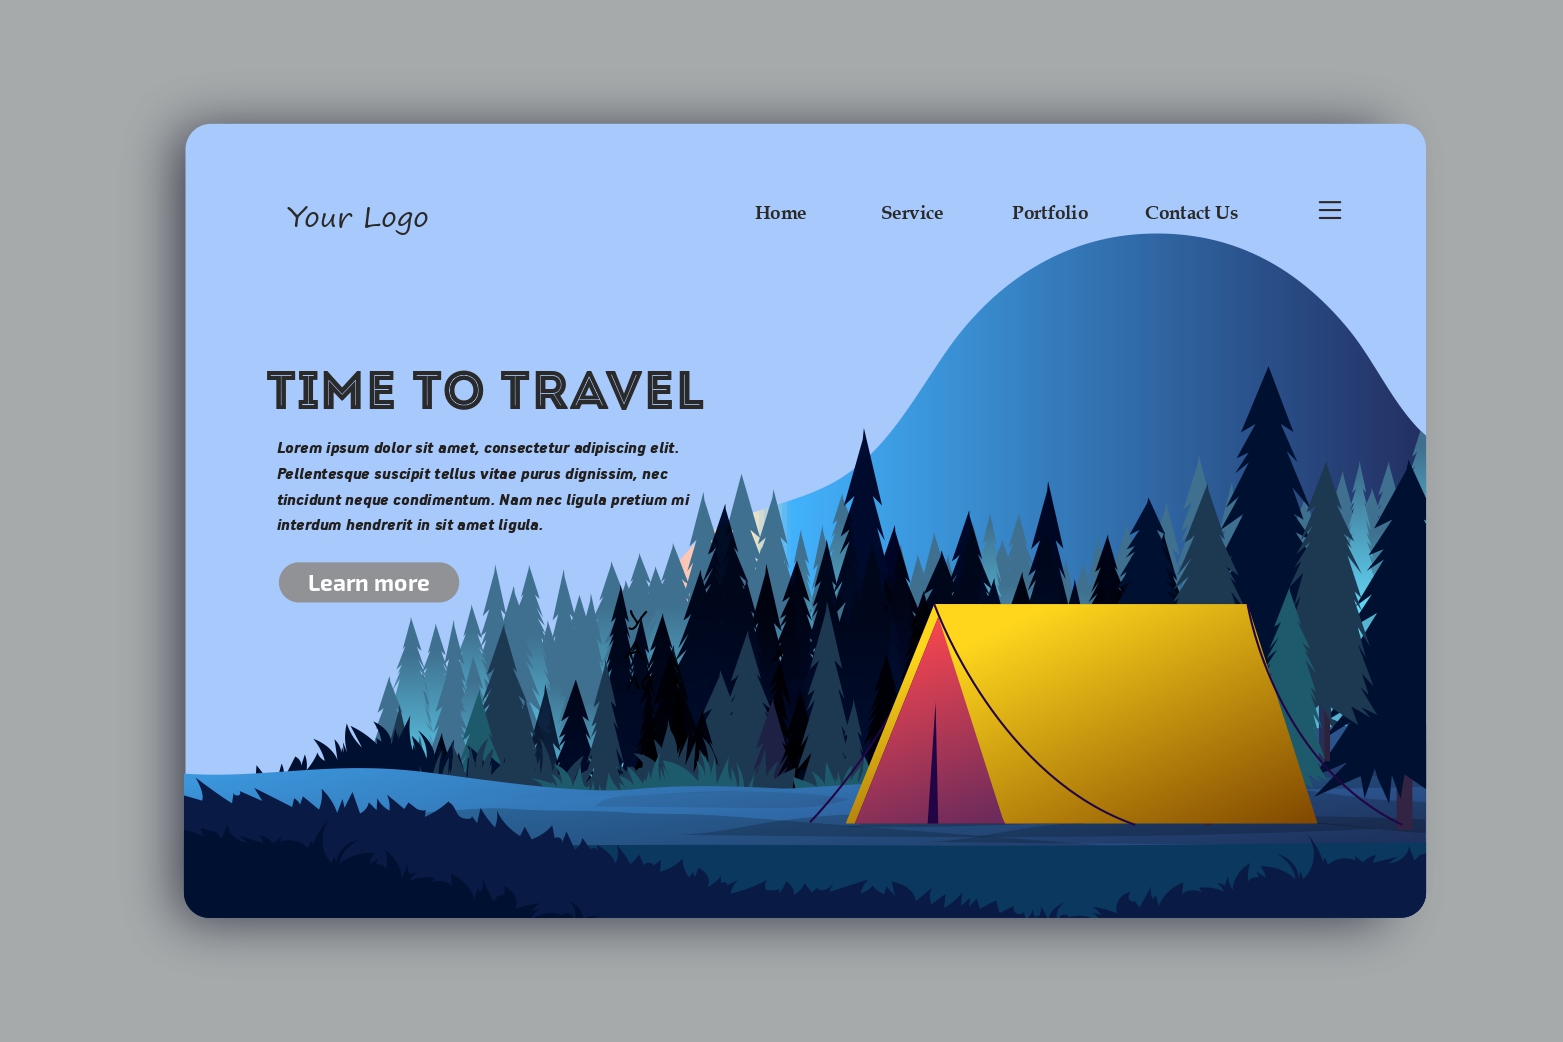 Your Logo
Home Service Portfolio Contact Us
TIME TO TRAVEL
Lorem ipsum dolor sit amet, consectetur adipiscing elit.
Pellentesque suscipit tellus vitae purus dignissim, nec
tincidunt neque condimentum. Nam nec ligula pretium mi
interdum hendrerit in sit amet ligula.
Learn more